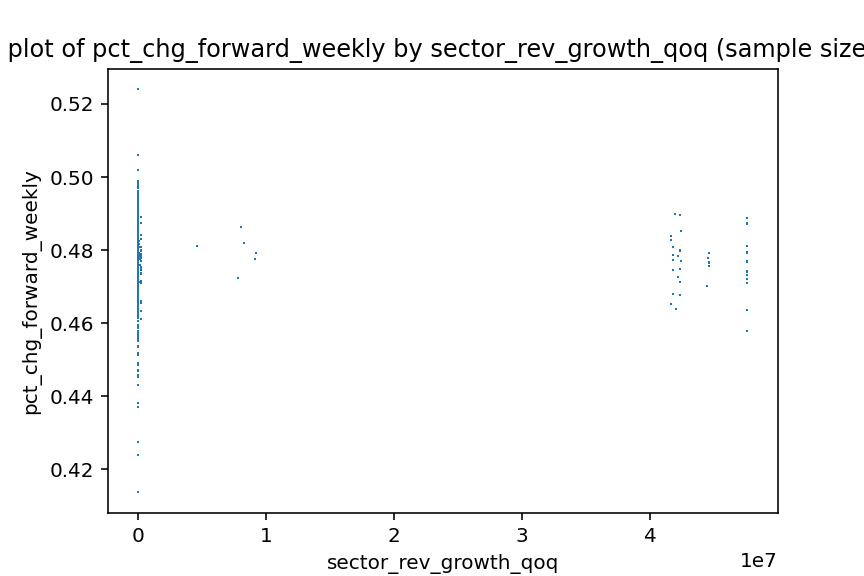 plot of pct_chg_forward_weekly by sector_rev_growth_qoq (sample size
0.52
0.50
0.48
0.46
0.44
0.42
pct_chg_forward_weekly
0
1
2
3
4
1e7
sector_rev_growth_qoq